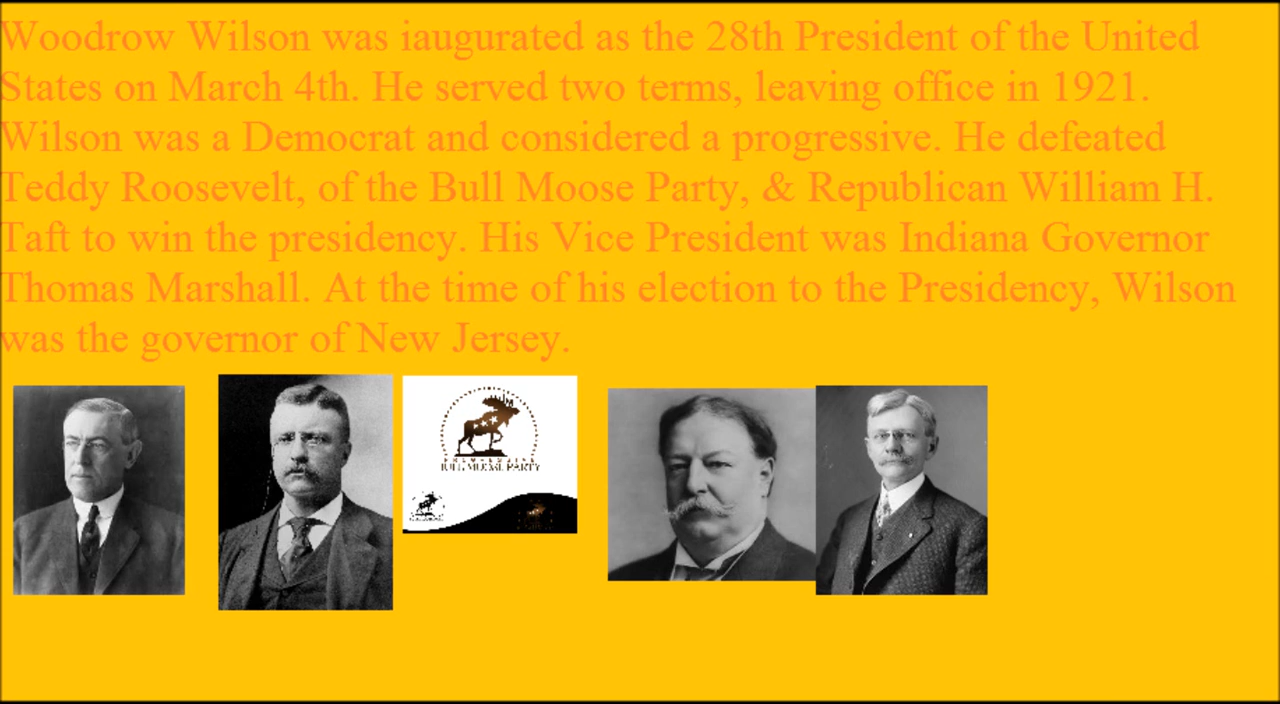 Woodrow Wilson was iaugurated as the 28th President of the United
States on March 4th. He served two terms, leaving office in 1921.
Wilson was a Democrat and considered a progressive. He defeated
Teddy Roosevelt, of the Bull Moose Party, & Republican William H.
Taft to win the presidency. His Vice President was Indiana Governor
Thomas Marshall. At the time of his election to the Presidency, Wilson
was the governor of New Jersey.
BULL MOOSE PARTY